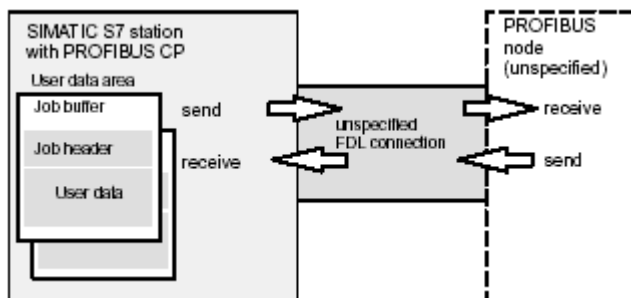 SIMATIC S7 station
with PROFIBUS CP
User data area
Job buffer
Job header
User data
send
receive
unspecified
FDL connection
PROFIBUS
node
(unspecified)
receive
send